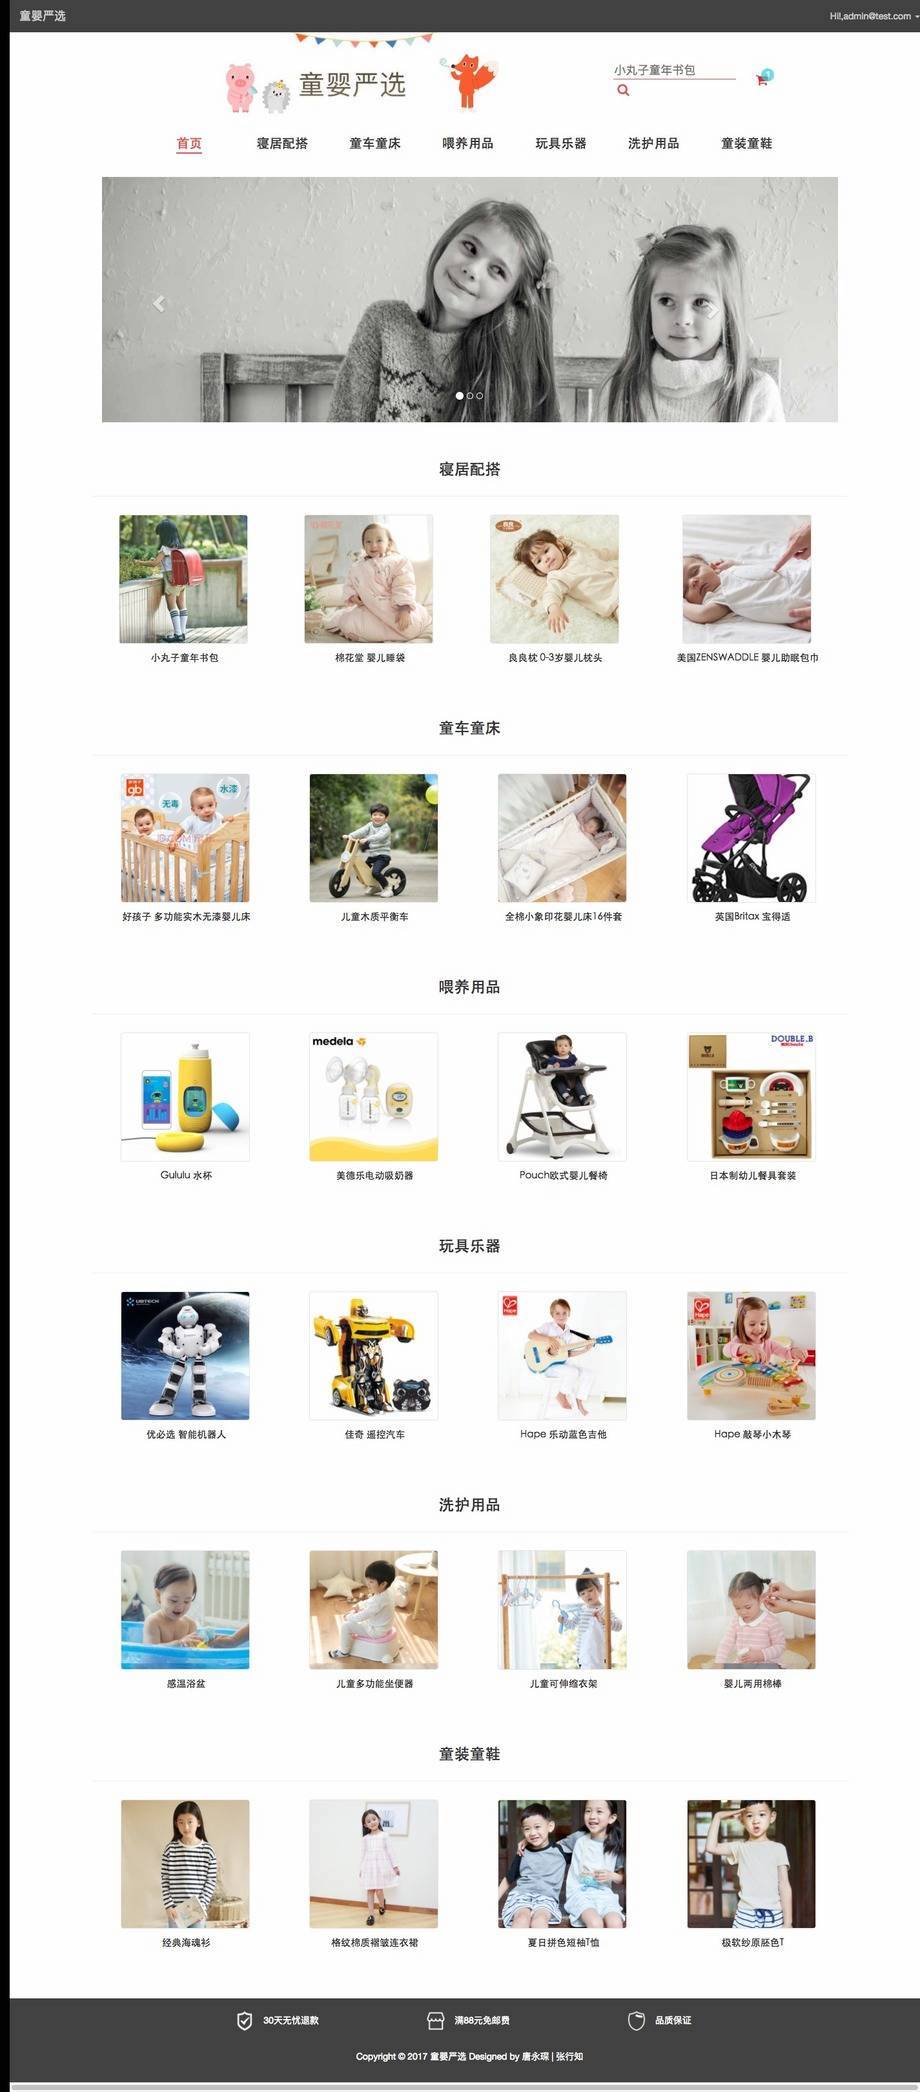 童婴严选
Hi!,admin@test.com
童婴严选
小丸子童年书包
1
首页 寝居配搭 童车童床 喂养用品 玩具乐器 洗护用品 童装童鞋
寝居配搭
小丸子童年书包 棉花堂 婴儿睡袋 良良枕 0-3岁婴儿枕头 美国ZENSWADDLE 婴儿助眠包巾
童车童床
gb 无毒 水漆
好孩子 多功能实木无漆婴儿床 儿童木质平衡车 全棉小象印花婴儿床16件套 英国Britax 宝得适
喂养用品
medela DOUBLE.B
Gululu 水杯 美德乐电动吸奶器 Pouch欧式婴儿餐椅 日本制幼儿餐具套装
玩具乐器
UBTECH Hape Hape
优必选 智能机器人 佳奇 遥控汽车 Hape 乐动蓝色吉他 Hape 敲琴小木琴
洗护用品
感温浴盆 儿童多功能坐便器 儿童可伸缩衣架 婴儿两用棉棒
童装童鞋
经典海魂衫 格纹棉质褶皱连衣裙 夏日拼色短袖T恤 极软纱原胚色T
30天无忧退款 满88元免邮费 品质保证
Copyright © 2017 童婴严选 Designed by 唐永琛 | 张行知